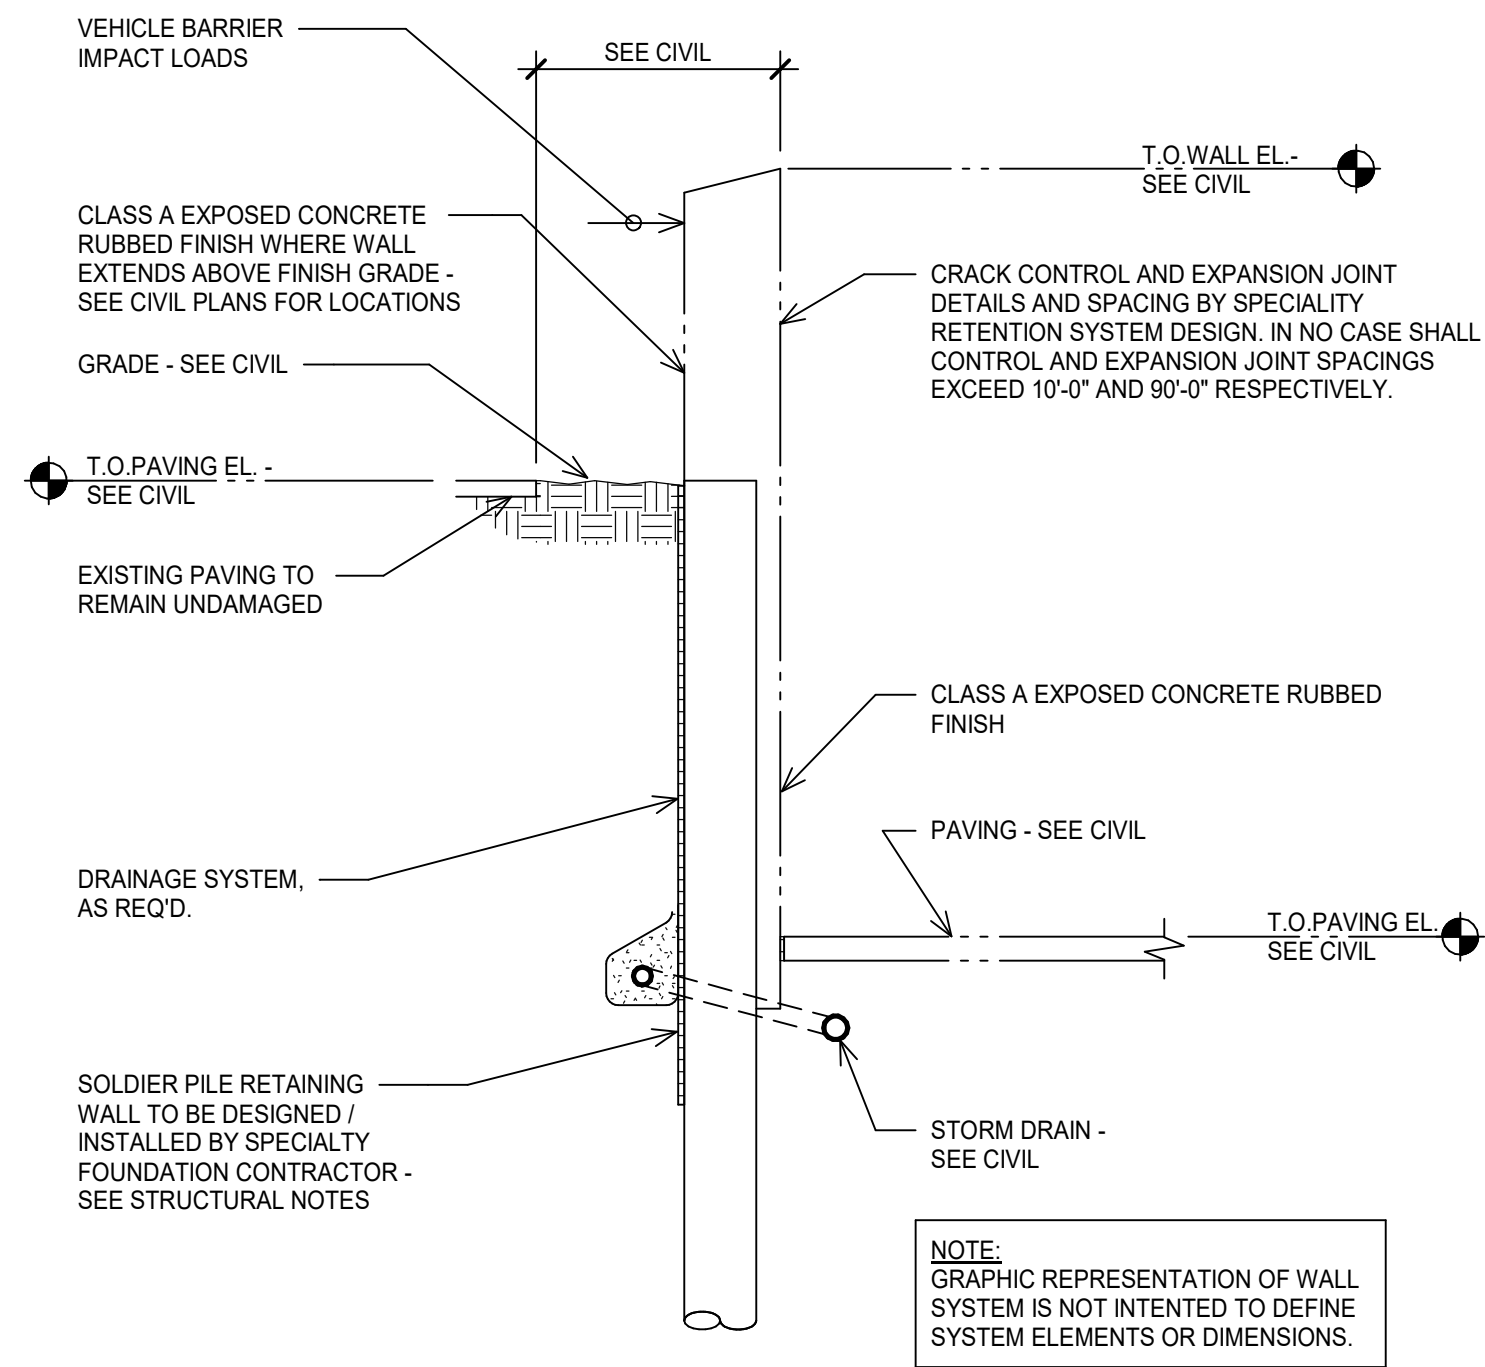 VEHICLE BARRIER
IMPACT LOADS
SEE CIVIL
T.O.WALL EL.-
SEE CIVIL
CLASS A EXPOSED CONCRETE
RUBBED FINISH WHERE WALL
EXTENDS ABOVE FINISH GRADE -
SEE CIVIL PLANS FOR LOCATIONS
CRACK CONTROL AND EXPANSION JOINT
DETAILS AND SPACING BY SPECIALITY
RETENTION SYSTEM DESIGN. IN NO CASE SHALL
CONTROL AND EXPANSION JOINT SPACINGS
EXCEED 10'-0" AND 90'-0" RESPECTIVELY.
GRADE - SEE CIVIL
T.O.PAVING EL. -
SEE CIVIL
EXISTING PAVING TO
REMAIN UNDAMAGED
CLASS A EXPOSED CONCRETE RUBBED
FINISH
PAVING - SEE CIVIL
DRAINAGE SYSTEM,
AS REQ'D.
T.O.PAVING EL.
SEE CIVIL
SOLDIER PILE RETAINING
WALL TO BE DESIGNED /
INSTALLED BY SPECIALTY
FOUNDATION CONTRACTOR -
SEE STRUCTURAL NOTES
STORM DRAIN -
SEE CIVIL
NOTE:
GRAPHIC REPRESENTATION OF WALL
SYSTEM IS NOT INTENTED TO DEFINE
SYSTEM ELEMENTS OR DIMENSIONS.